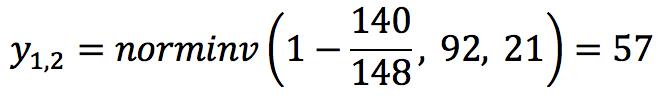 y₁,₂ = norminv(1 − 140/148, 92, 21) = 57